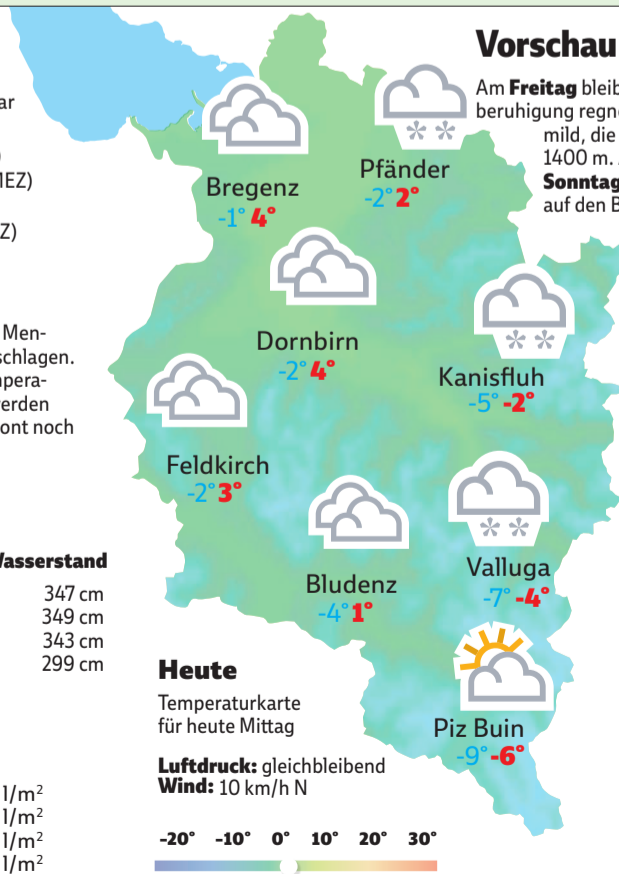 Vorschau
Am Freitag bleib
beruhigung regne
mild, die
1400 m.
Sonntag
auf den B
ar
MEZ)
Z)
Men-
schlagen.
mpera-
werden
ont noch
Wasserstand
347 cm
349 cm
343 cm
299 cm
l/m²
l/m²
l/m²
l/m²
Bregenz
-1° 4°
Pfänder
-2° 2°
Dornbirn
-2° 4°
Kanisfluh
-5° -2°
Feldkirch
-2° 3°
Bludenz
-4° 1°
Valluga
-7° -4°
Piz Buin
-9° -6°
Heute
Temperaturkarte
für heute Mittag
Luftdruck: gleichbleibend
Wind: 10 km/h N
-20° -10° 0° 10° 20° 30°